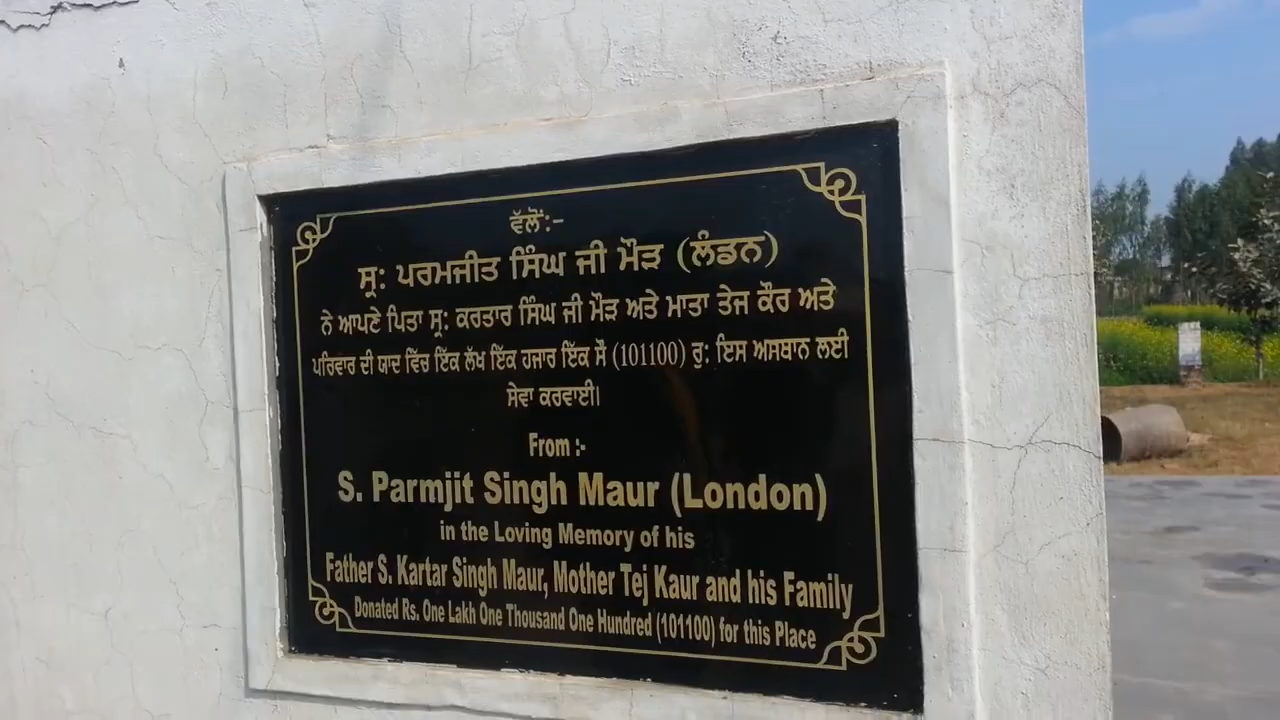 ਵੱਲੋਂ:-
ਸ੍ਰ: ਪਰਮਜੀਤ ਸਿੰਘ ਜੀ ਮੌੜ (ਲੰਡਨ)
ਨੇ ਆਪਣੇ ਪਿਤਾ ਸ੍ਰ: ਕਰਤਾਰ ਸਿੰਘ ਜੀ ਮੌੜ ਅਤੇ ਮਾਤਾ ਤੇਜ ਕੌਰ ਅਤੇ
ਪਰਿਵਾਰ ਦੀ ਯਾਦ ਵਿੱਚ ਇੱਕ ਲੱਖ ਇੱਕ ਹਜਾਰ ਇੱਕ ਸੌ (101100) ਰੁ: ਇਸ ਅਸਥਾਨ ਲਈ
ਸੇਵਾ ਕਰਵਾਈ।
From :-
S. Parmjit Singh Maur (London)
in the Loving Memory of his
Father S. Kartar Singh Maur, Mother Tej Kaur and his Family
Donated Rs. One Lakh One Thousand One Hundred (101100) for this Place